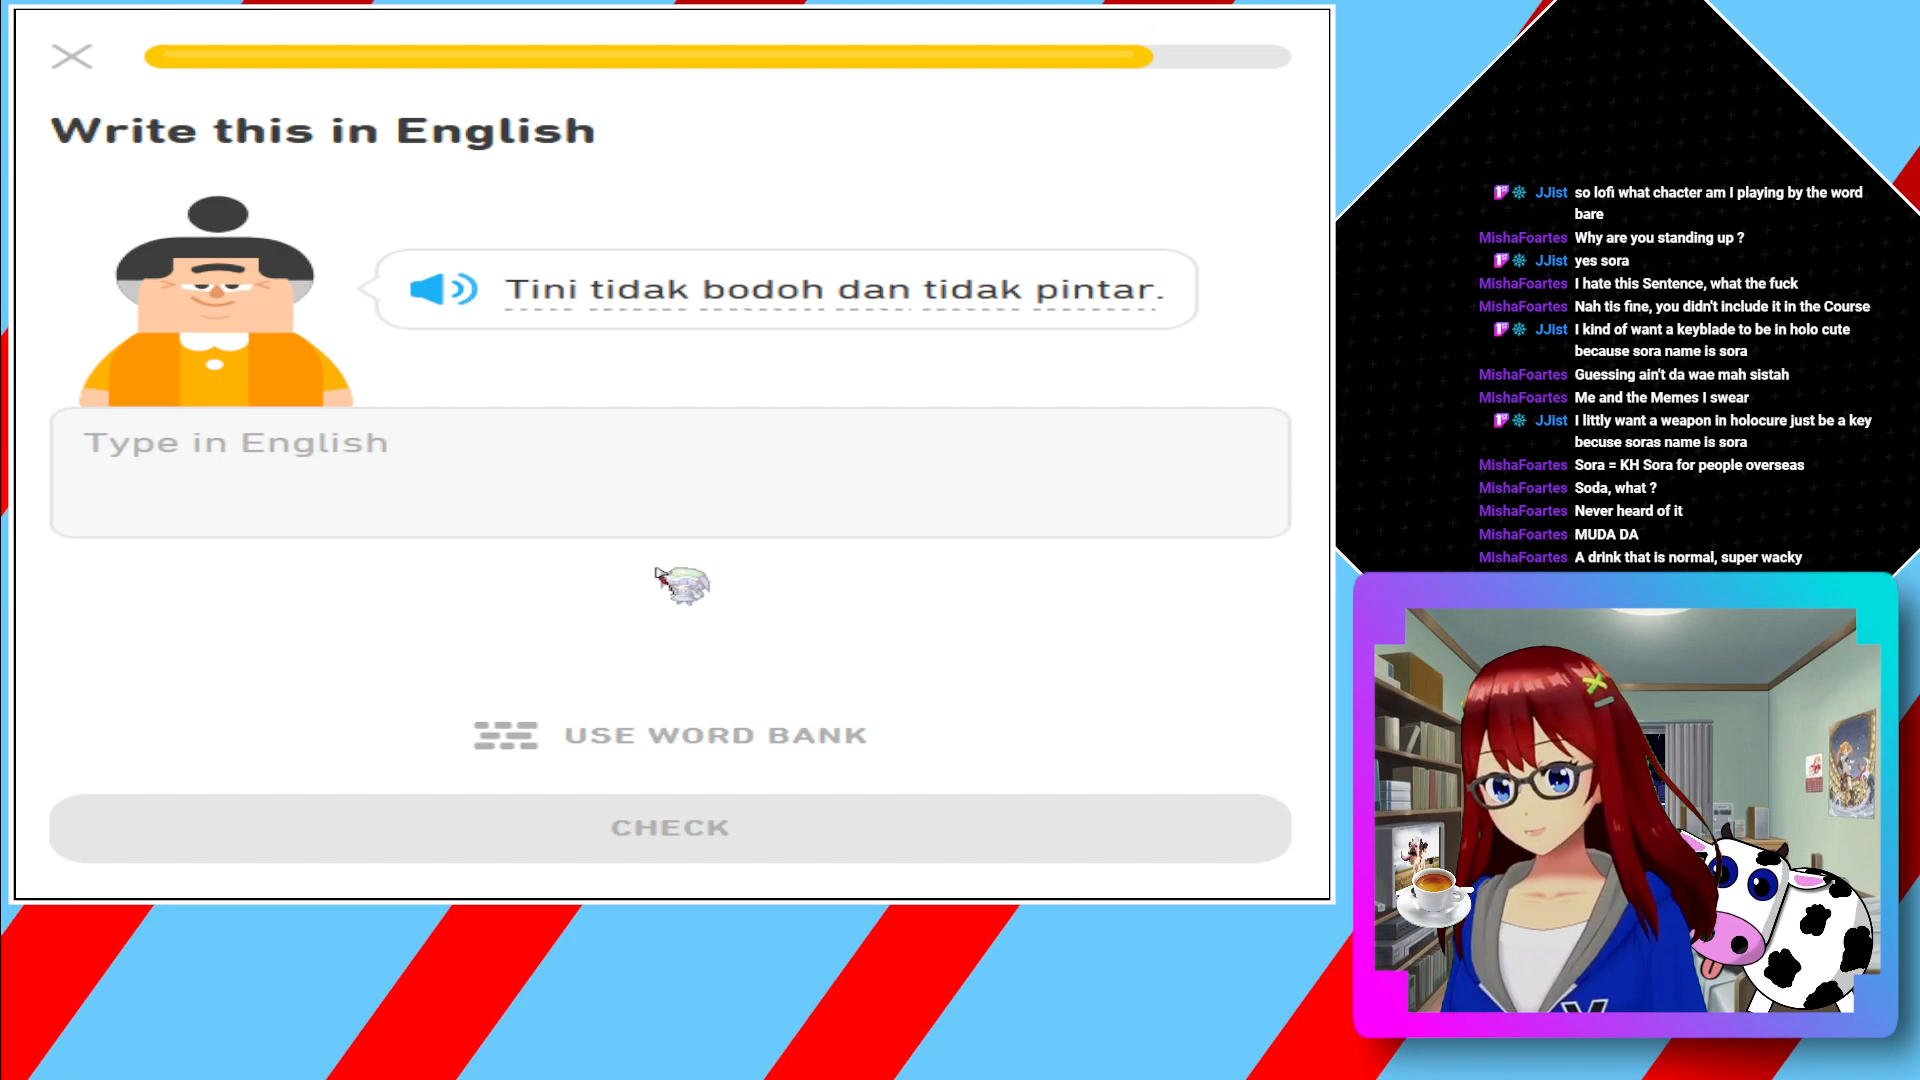 Write this in English
Tini tidak bodoh dan tidak pintar.
Type in English
USE WORD BANK
CHECK
JJist so lofi what chacter am I playing by the word
bare
MishaFoartes Why are you standing up ?
JJist yes sora
MishaFoartes I hate this Sentence, what the fuck
MishaFoartes Nah tis fine, you didn't include it in the Course
JJist I kind of want a keyblade to be in holo cute
because sora name is sora
MishaFoartes Guessing ain't da wae mah sistah
MishaFoartes Me and the Memes I swear
JJist I littly want a weapon in holocure just be a key
becuse soras name is sora
MishaFoartes Sora = KH Sora for people overseas
MishaFoartes Soda, what ?
MishaFoartes Never heard of it
MishaFoartes MUDA DA
MishaFoartes A drink that is normal, super wacky